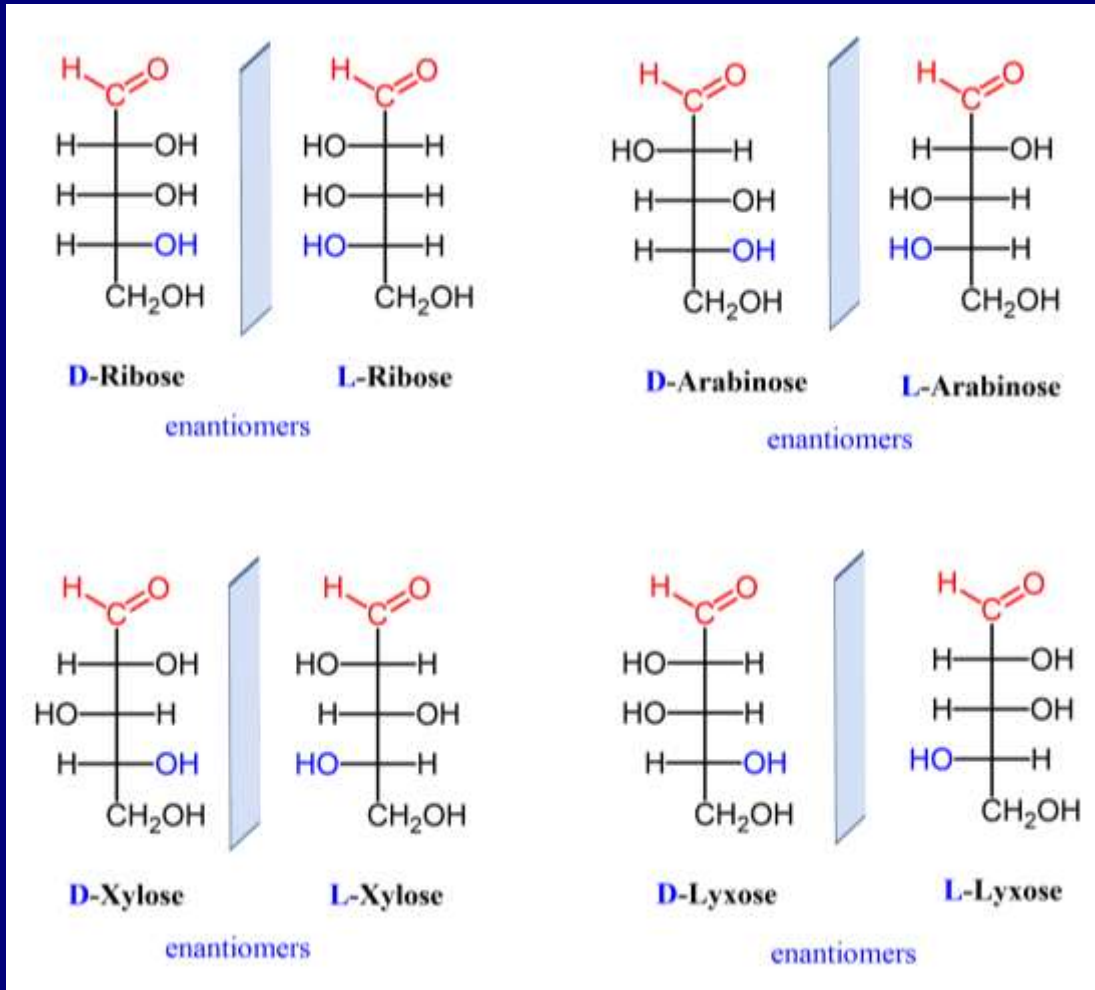 H O
C
H OH
H OH
H OH
CH₂OH
D-Ribose
H O
C
HO H
HO H
HO H
CH₂OH
L-Ribose
enantiomers
H O
C
HO H
H OH
H OH
CH₂OH
D-Arabinose
H O
C
H OH
HO H
HO H
CH₂OH
L-Arabinose
enantiomers
H O
C
H OH
HO H
H OH
CH₂OH
D-Xylose
H O
C
HO H
H OH
HO H
CH₂OH
L-Xylose
enantiomers
H O
C
HO H
HO H
H OH
CH₂OH
D-Lyxose
H O
C
H OH
H OH
HO H
CH₂OH
L-Lyxose
enantiomers